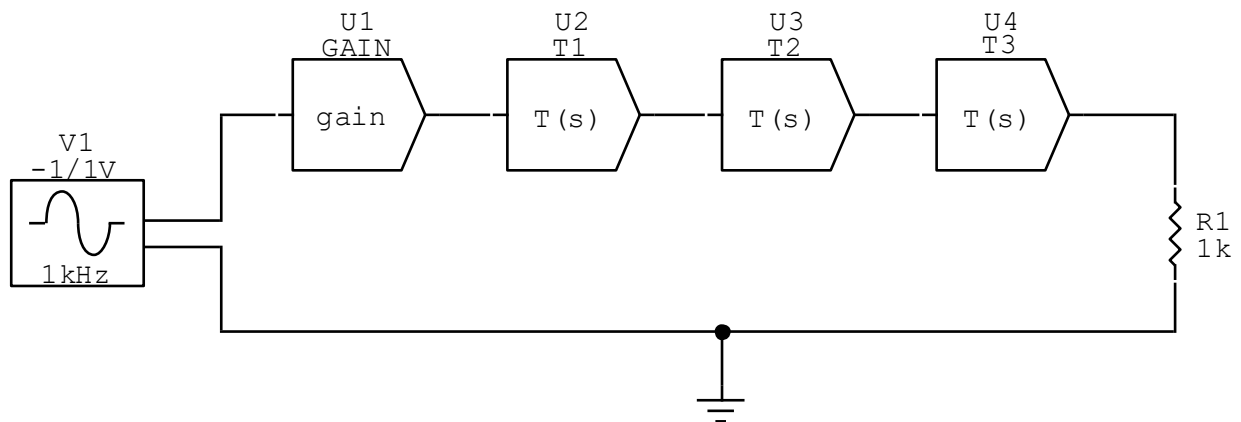 U1
GAIN
gain
U2
T1
T(s)
U3
T2
T(s)
U4
T3
T(s)
V1
-1/1V
1kHz
R1
1k